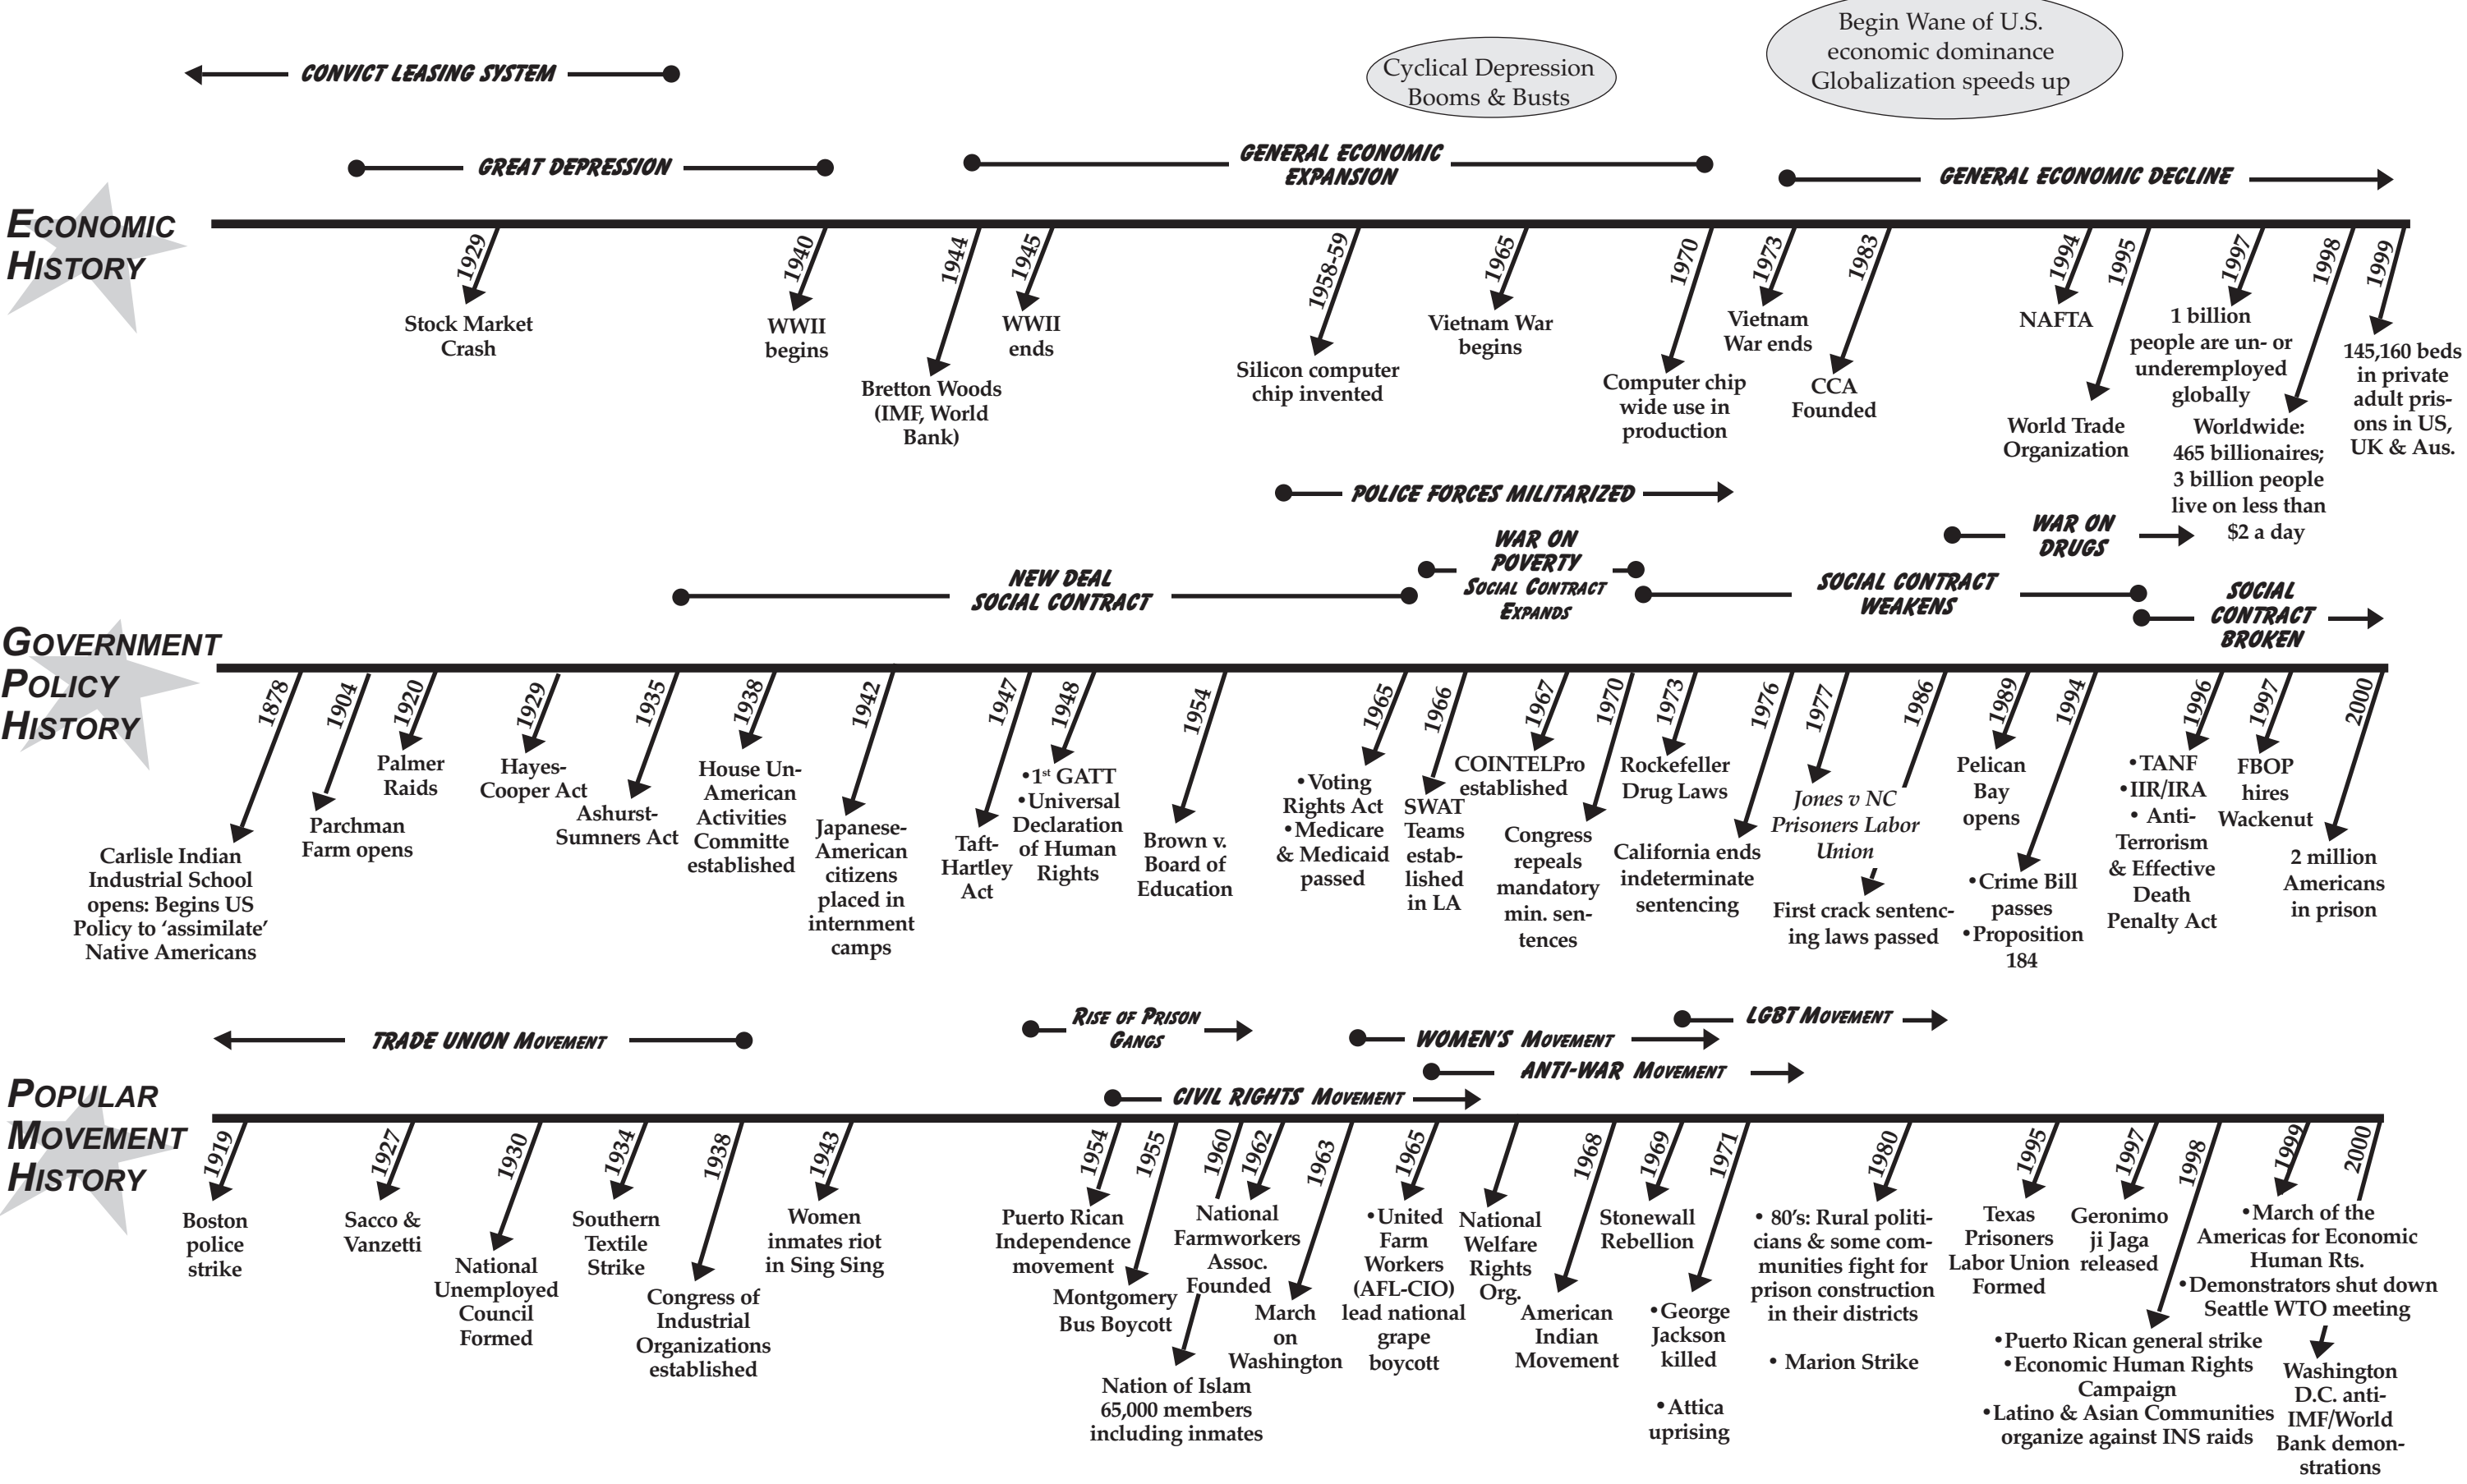 Begin Wane of U.S.
economic dominance
Globalization speeds up
Cyclical Depression
Booms & Busts
CONVICT LEASING SYSTEM
GREAT DEPRESSION
GENERAL ECONOMIC
EXPANSION
GENERAL ECONOMIC DECLINE
ECONOMIC
HISTORY
1929
Stock Market
Crash
1940
WWII
begins
1944
Bretton Woods
(IMF, World
Bank)
1945
WWII
ends
1958-59
Silicon computer
chip invented
1965
Vietnam War
begins
1970
Computer chip
wide use in
production
1973
Vietnam
War ends
1983
CCA
Founded
1994
NAFTA
1995
World Trade
Organization
1997
1 billion
people are un- or
underemployed
globally
1998
Worldwide:
465 billionaires;
3 billion people
live on less than
$2 a day
1999
145,160 beds
in private
adult pris-
ons in US,
UK & Aus.
POLICE FORCES MILITARIZED
WAR ON
DRUGS
WAR ON
POVERTY
SOCIAL CONTRACT
EXPANDS
NEW DEAL
SOCIAL CONTRACT
SOCIAL CONTRACT
WEAKENS
SOCIAL
CONTRACT
BROKEN
GOVERNMENT
POLICY
HISTORY
1878
Carlisle Indian
Industrial School
opens: Begins US
Policy to ‘assimilate’
Native Americans
1904
Parchman
Farm opens
1920
Palmer
Raids
1929
Hayes-
Cooper Act
1935
Ashurst-
Sumners Act
1938
House Un-
American
Activities
Committe
established
1942
Japanese-
American
citizens
placed in
internment
camps
1947
Taft-
Hartley
Act
1948
•1st GATT
•Universal
Declaration
of Human
Rights
1954
Brown v.
Board of
Education
1965
•Voting
Rights Act
•Medicare
& Medicaid
passed
1966
SWAT
Teams
estab-
lished
in LA
1967
COINTELPro
established
1970
Congress
repeals
mandatory
min. sen-
tences
1973
Rockefeller
Drug Laws
1976
California ends
indeterminate
sentencing
1977
Jones v NC
Prisoners Labor
Union
1986
First crack sentenc-
ing laws passed
1989
Pelican
Bay
opens
1994
•Crime Bill
passes
•Proposition
184
1996
•TANF
•IIR/IRA
• Anti-
Terrorism
& Effective
Death
Penalty Act
1997
FBOP
hires
Wackenut
2000
2 million
Americans
in prison
TRADE UNION MOVEMENT
RISE OF PRISON
GANGS
LGBT MOVEMENT
WOMEN'S MOVEMENT
ANTI-WAR MOVEMENT
CIVIL RIGHTS MOVEMENT
POPULAR
MOVEMENT
HISTORY
1919
Boston
police
strike
1927
Sacco &
Vanzetti
1930
National
Unemployed
Council
Formed
1934
Southern
Textile
Strike
1938
Congress of
Industrial
Organizations
established
1943
Women
inmates riot
in Sing Sing
1954
Puerto Rican
Independence
movement
1955
Montgomery
Bus Boycott
1960
Nation of Islam
65,000 members
including inmates
1962
National
Farmworkers
Assoc.
Founded
1963
March
on
Washington
1965
•United
Farm
Workers
(AFL-CIO)
lead national
grape
boycott
National
Welfare
Rights
Org.
1968
American
Indian
Movement
1969
Stonewall
Rebellion
1971
•George
Jackson
killed
•Attica
uprising
1980
• 80's: Rural politi-
cians & some com-
munities fight for
prison construction
in their districts
• Marion Strike
1995
Texas
Prisoners
Labor Union
Formed
1997
Geronimo
ji Jaga
released
1998
•Puerto Rican general strike
•Economic Human Rights
Campaign
•Latino & Asian Communities
organize against INS raids
1999
•March of the
Americas for Economic
Human Rts.
•Demonstrators shut down
Seattle WTO meeting
2000
Washington
D.C. anti-
IMF/World
Bank demon-
strations